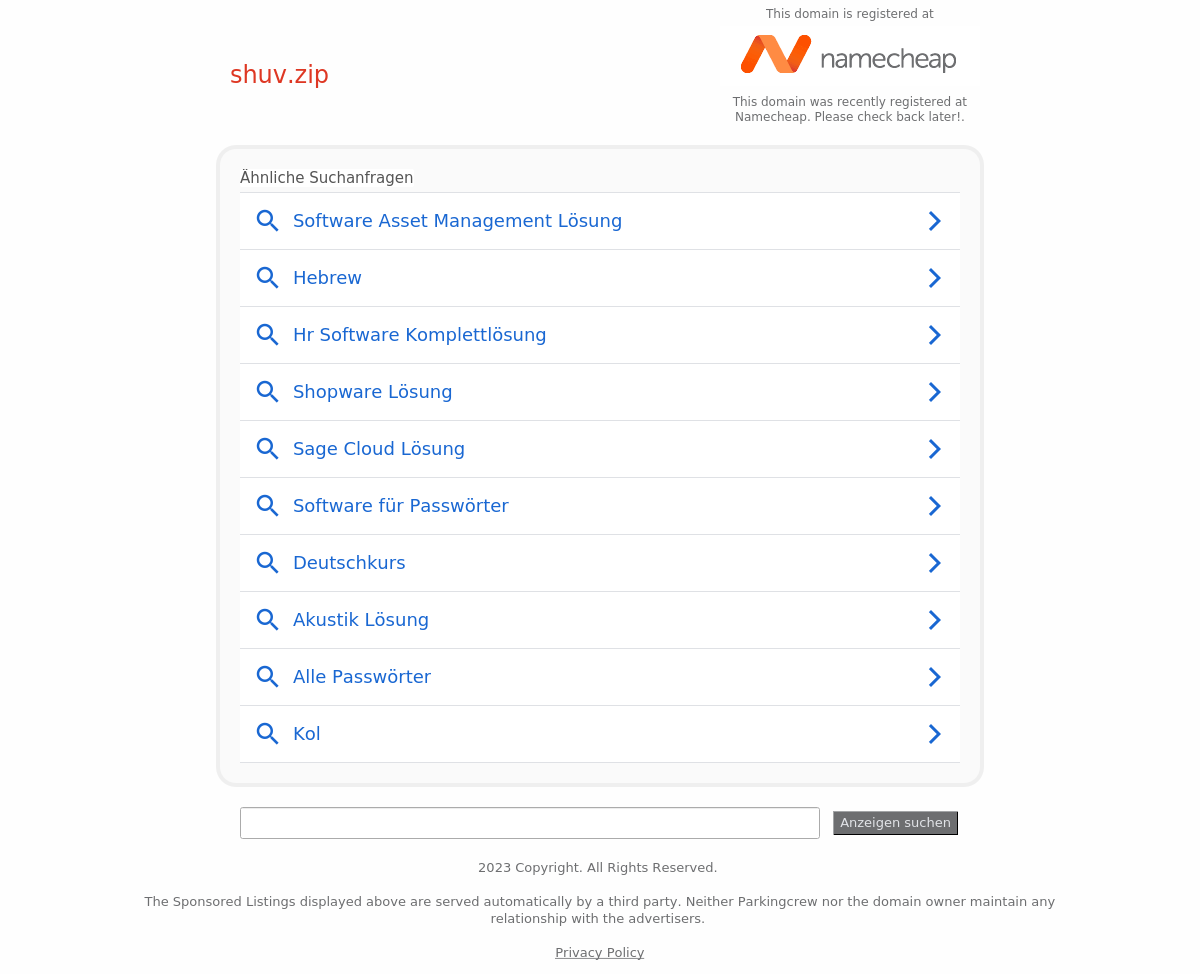 This domain is registered at
namecheap
shuv.zip
This domain was recently registered at
Namecheap. Please check back later!.
Ähnliche Suchanfragen
Software Asset Management Lösung
Hebrew
Hr Software Komplettlösung
Shopware Lösung
Sage Cloud Lösung
Software für Passwörter
Deutschkurs
Akustik Lösung
Alle Passwörter
Kol
Anzeigen suchen
2023 Copyright. All Rights Reserved.
The Sponsored Listings displayed above are served automatically by a third party. Neither Parkingcrew nor the domain owner maintain any
relationship with the advertisers.
Privacy Policy